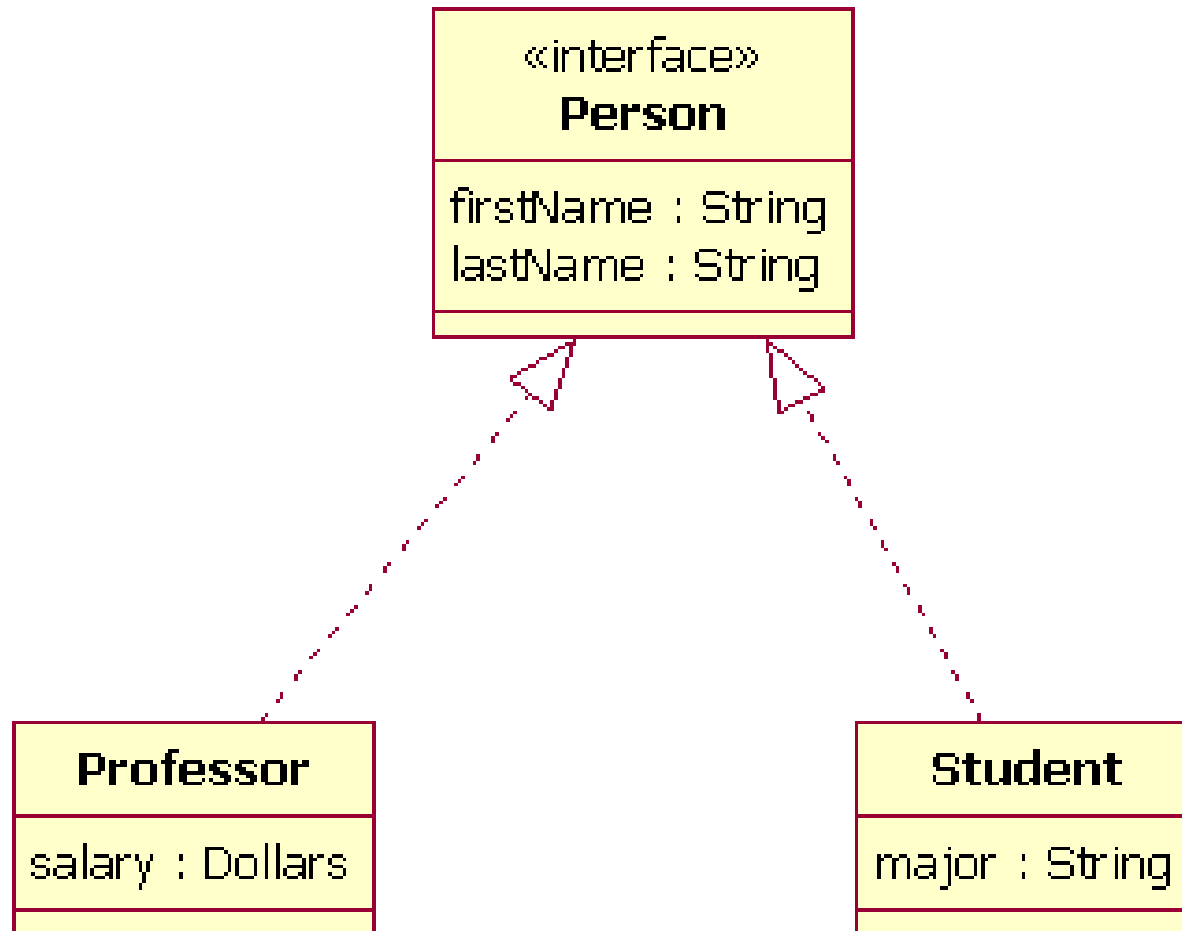 «interface»
Person
firstName : String
lastName : String
Professor
salary : Dollars
Student
major : String